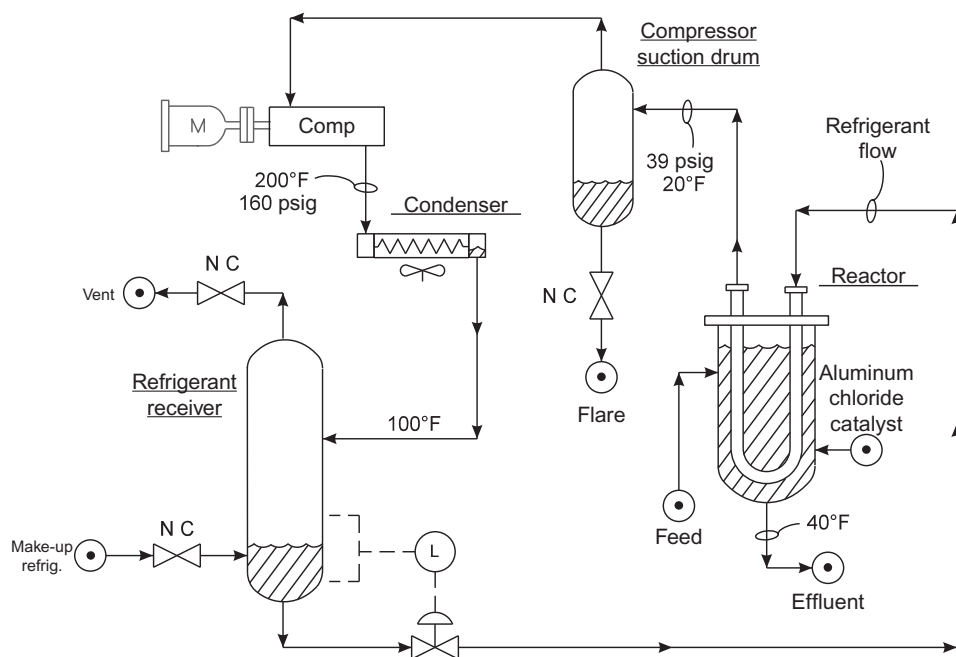 Compressor
suction drum
M
Comp
39 psig
20°F
Refrigerant
flow
200°F
160 psig
Condenser
N C
Vent
N C
Reactor
Refrigerant
receiver
Flare
Aluminum
chloride
catalyst
100°F
N C
Make-up
refrig.
L
Feed
40°F
Effluent